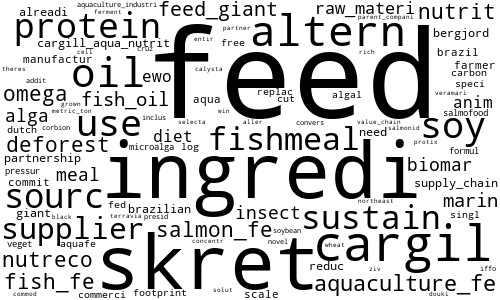 aquaculture_industri
alreadi ferment feed_giant partner raw_materi parent_compani nutrit
protein altern
cargill_aqua_nutrit entir free bergjord
manufactur cell cruz rich brazil
theres oil ewo calysta feed farmer
addit replac carbon
omega fish_oil aqua cut algal speci
grown metric_ton win veramari anim
alga use inclus convers value_chain salmofood
dutch corbion selecta aller salmonid soy
deforest microalga log fishmeal need protix
partnership diet formul
pressur meal ingredi biomar
commit supply_chain
sourc fed northeast marin
giant black brazilian insect sustain singl
supplier terravia presid
salmon_fe soybean
veget aquafe concentr novel wheat cargil
nutreco skret reduc ziv iffo
fish_fe solut aquaculture_fe
commod commerci footprint scale douki